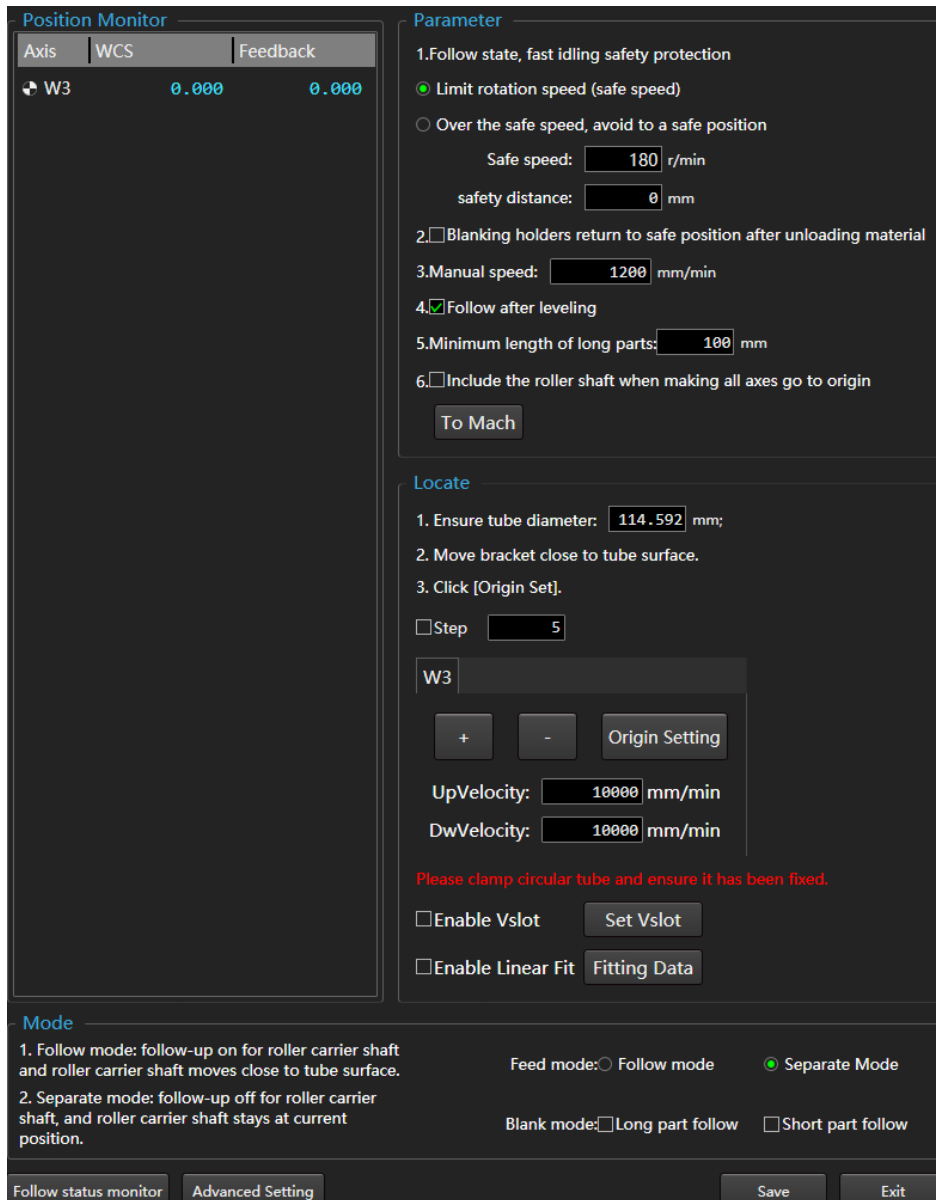 Position Monitor
Axis WCS Feedback
W3 0.000 0.000
Parameter
1.Follow state, fast idling safety protection
Limit rotation speed (safe speed)
Over the safe speed, avoid to a safe position
Safe speed: 180 r/min
safety distance: 0 mm
2.Blanking holders return to safe position after unloading material
3.Manual speed: 1200 mm/min
4.Follow after leveling
5.Minimum length of long parts: 100 mm
6.Include the roller shaft when making all axes go to origin
To Mach
Locate
1. Ensure tube diameter: 114.592 mm;
2. Move bracket close to tube surface.
3. Click [Origin Set].
Step 5
W3
+ - Origin Setting
UpVelocity: 10000 mm/min
DwVelocity: 10000 mm/min
Please clamp circular tube and ensure it has been fixed.
Enable Vslot Set Vslot
Enable Linear Fit Fitting Data
Mode
1. Follow mode: follow-up on for roller carrier shaft
and roller carrier shaft moves close to tube surface.
2. Separate mode: follow-up off for roller carrier
shaft, and roller carrier shaft stays at current
position.
Feed mode: Follow mode Separate Mode
Blank mode: Long part follow Short part follow
Follow status monitor Advanced Setting Save Exit